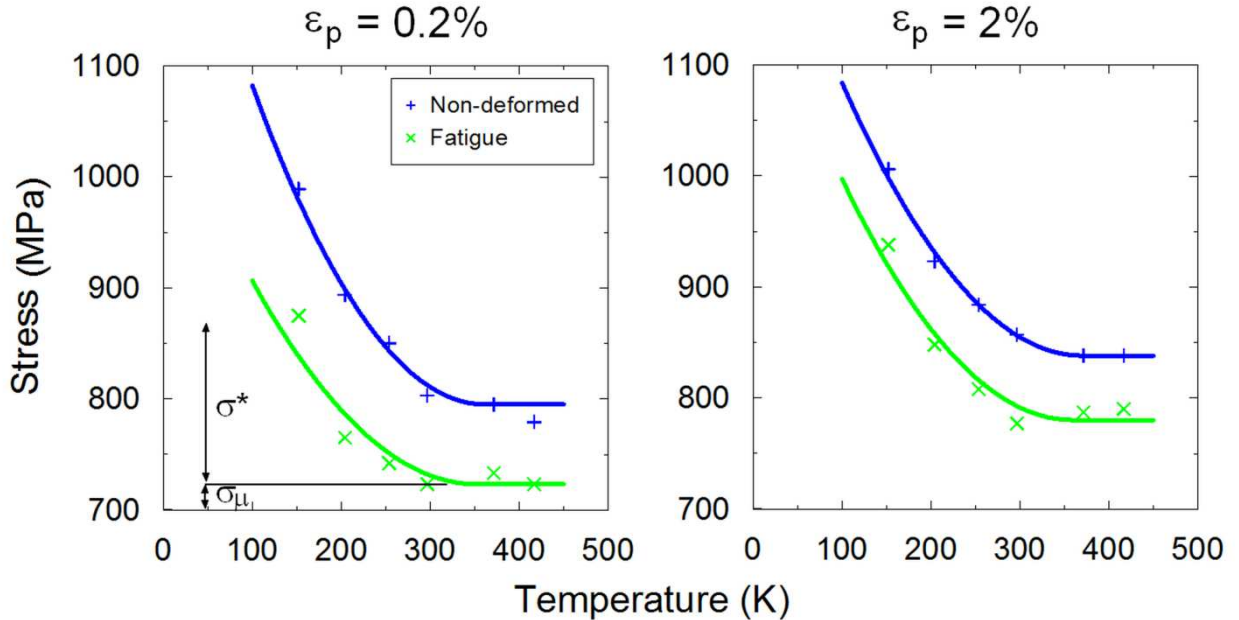 εp = 0.2%
εp = 2%
Stress (MPa)
1100
1000
900
800
700
Non-deformed
Fatigue
σ*
σμ
0
100
200
300
400
500
1100
1000
900
800
700
0
100
200
300
400
500
Temperature (K)